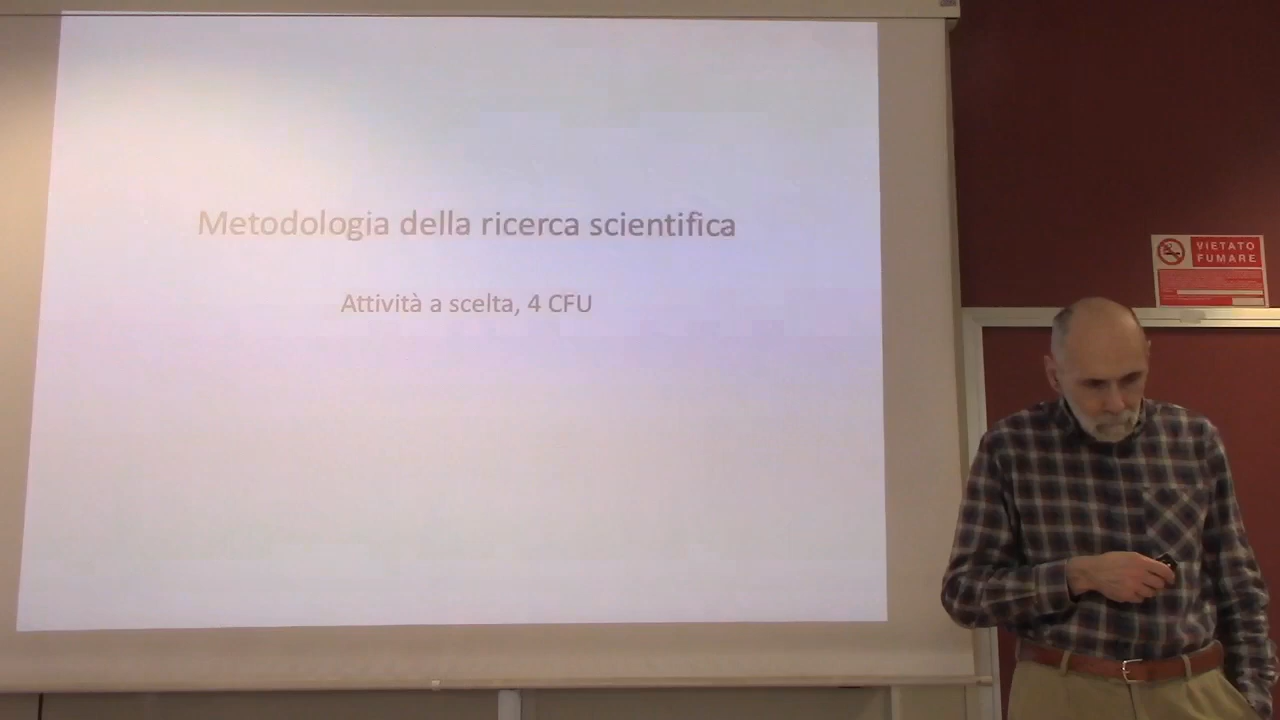 Metodologia della ricerca scientifica
Attività a scelta, 4 CFU
VIETATO
FUMARE